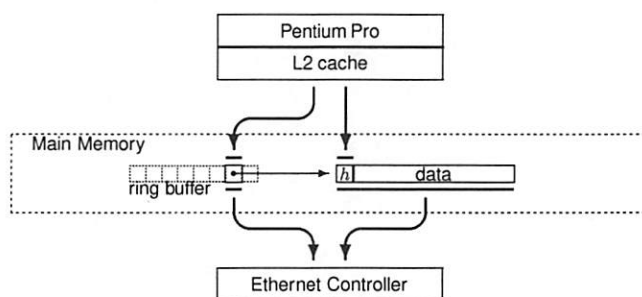 Pentium Pro
L2 cache
Main Memory
h data
ring buffer
Ethernet Controller